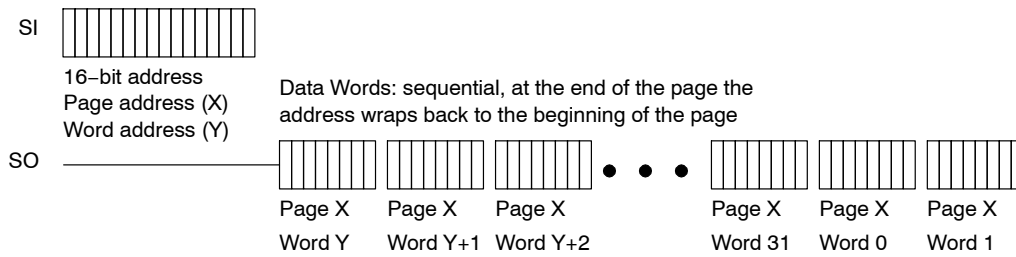 SI
16−bit address
Page address (X)
Word address (Y)
Data Words: sequential, at the end of the page the
address wraps back to the beginning of the page
SO
Page X Page X Page X Page X Page X Page X
Word Y Word Y+1 Word Y+2 Word 31 Word 0 Word 1